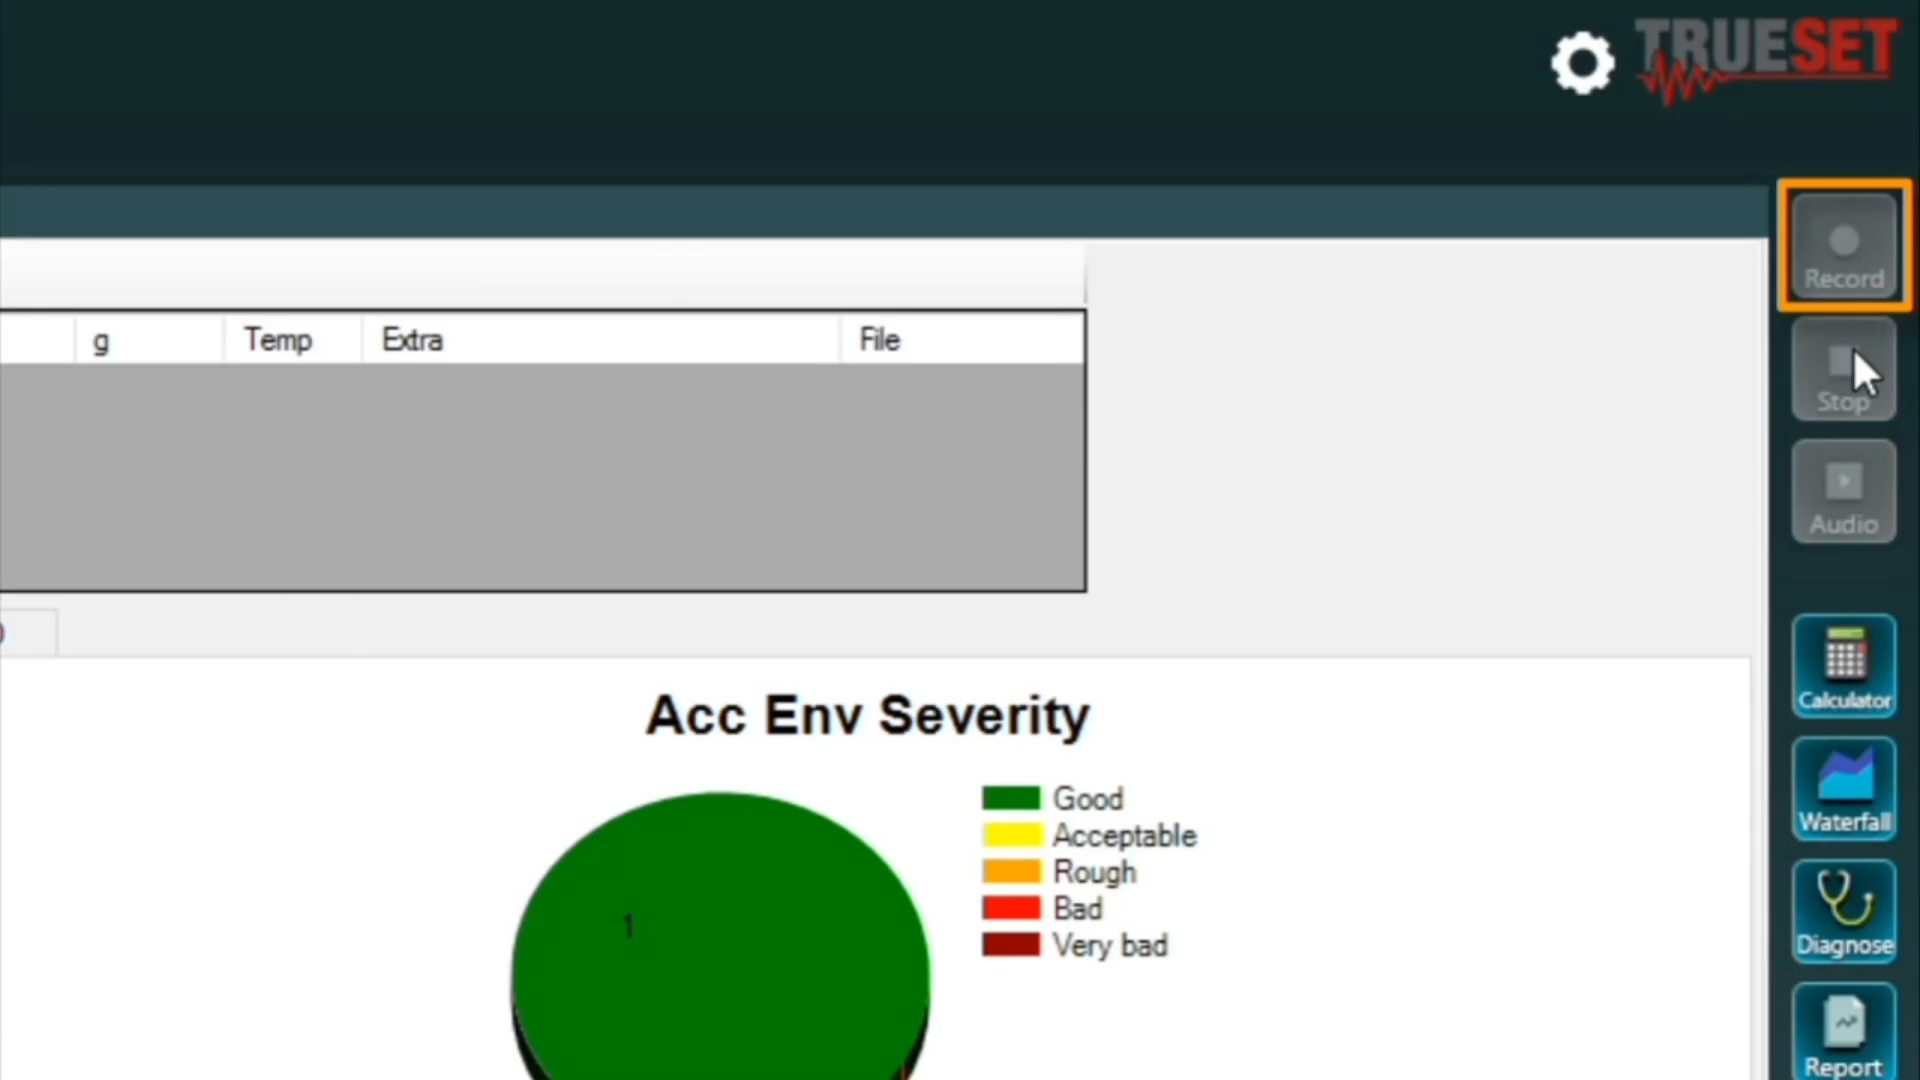 TRUESET
Record
g Temp Extra File
Stop
Audio
Acc Env Severity
Calculator
Good
Acceptable
Rough
Bad
Very bad
1
Waterfall
Diagnose
Report